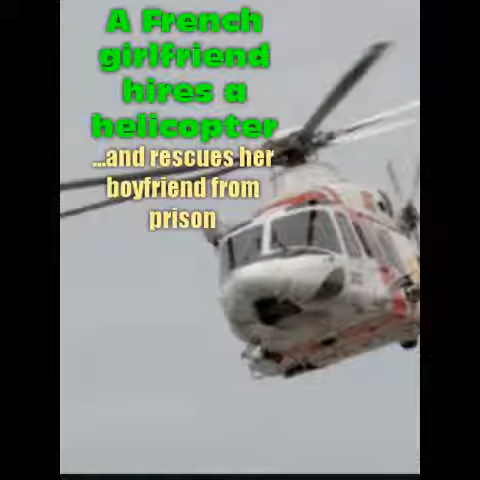 A French
girlfriend
hires a
helicopter
...and rescues her
boyfriend from
prison